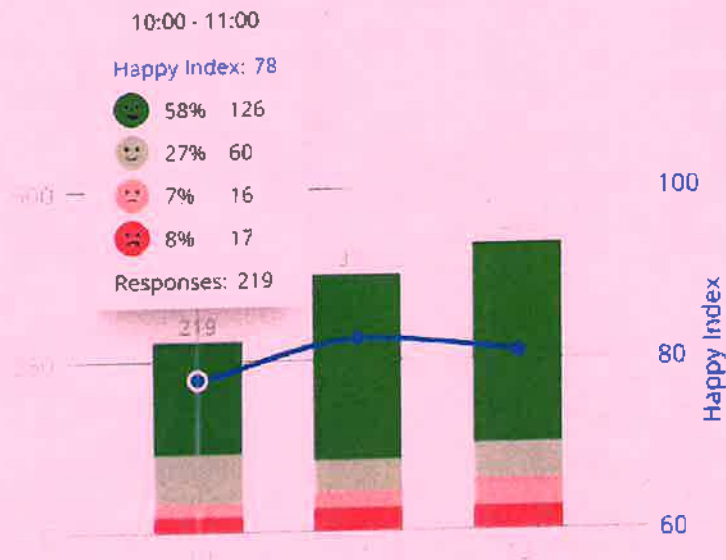 10:00 - 11:00
Happy Index: 78
58% 126
27% 60
7% 16
8% 17
Responses: 219
219
100
80
60
Happy Index